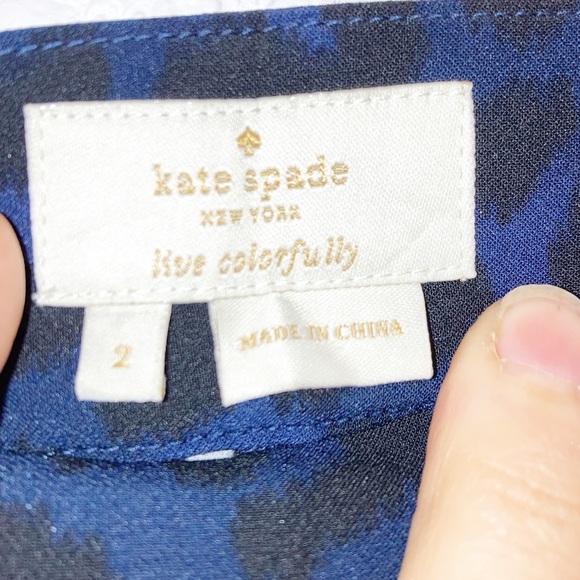 kate spade
NEW YORK
live colorfully
2
MADE IN CHINA